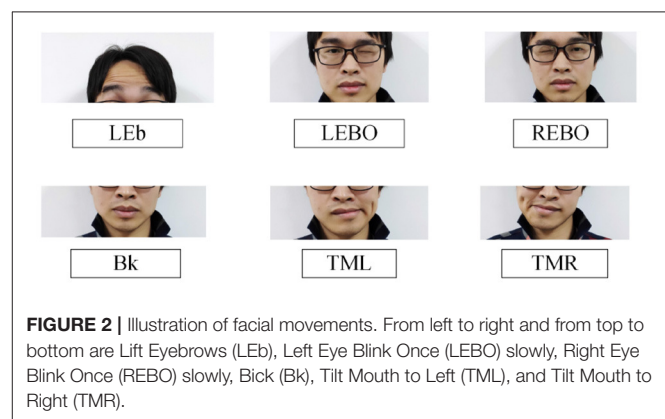 LEb LEBO REBO
Bk TML TMR
FIGURE 2 | Illustration of facial movements. From left to right and from top to
bottom are Lift Eyebrows (LEb), Left Eye Blink Once (LEBO) slowly, Right Eye
Blink Once (REBO) slowly, Bick (Bk), Tilt Mouth to Left (TML), and Tilt Mouth to
Right (TMR).